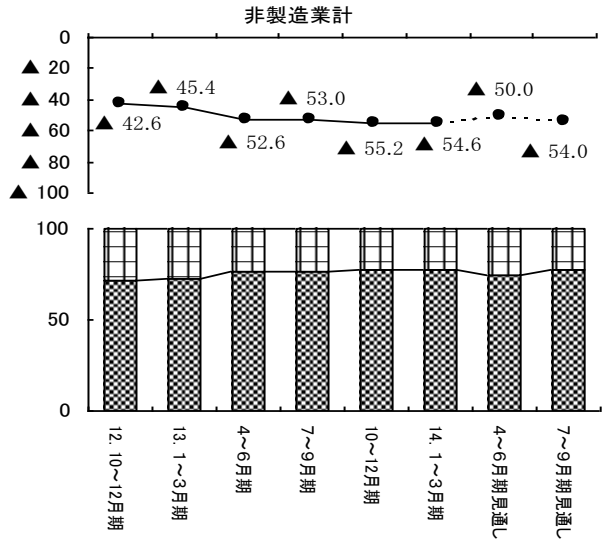 非製造業計
0
▲ 20
▲ 40
▲ 60
▲ 80
▲ 100
▲ 42.6
▲ 45.4
▲ 52.6
▲ 53.0
▲ 55.2
▲ 54.6
▲ 50.0
▲ 54.0
100
50
0
12. 10～12月期
13. 1～3月期
4～6月期
7～9月期
10～12月期
14. 1～3月期
4～6月期見通し
7～9月期見通し